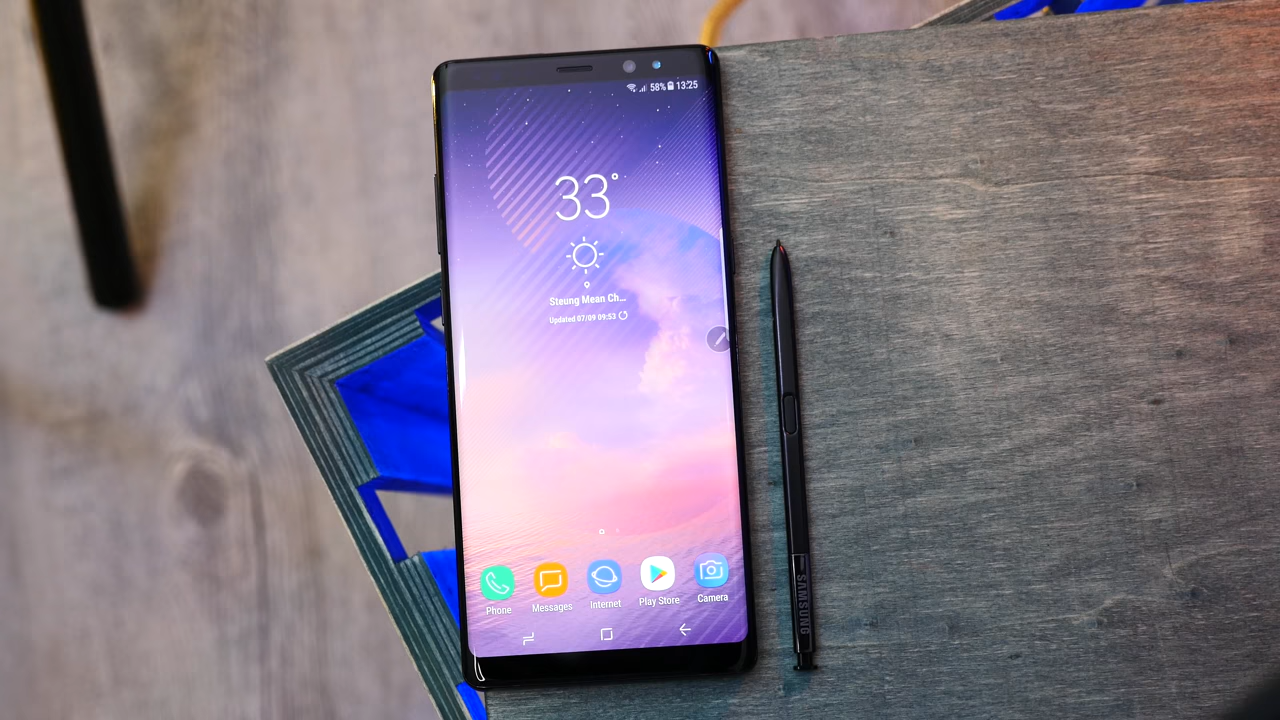 58% 13:25
33°
Steung Mean Ch...
Updated 07/09 09:53
Phone Messages Internet Play Store Camera
SAMSUNG